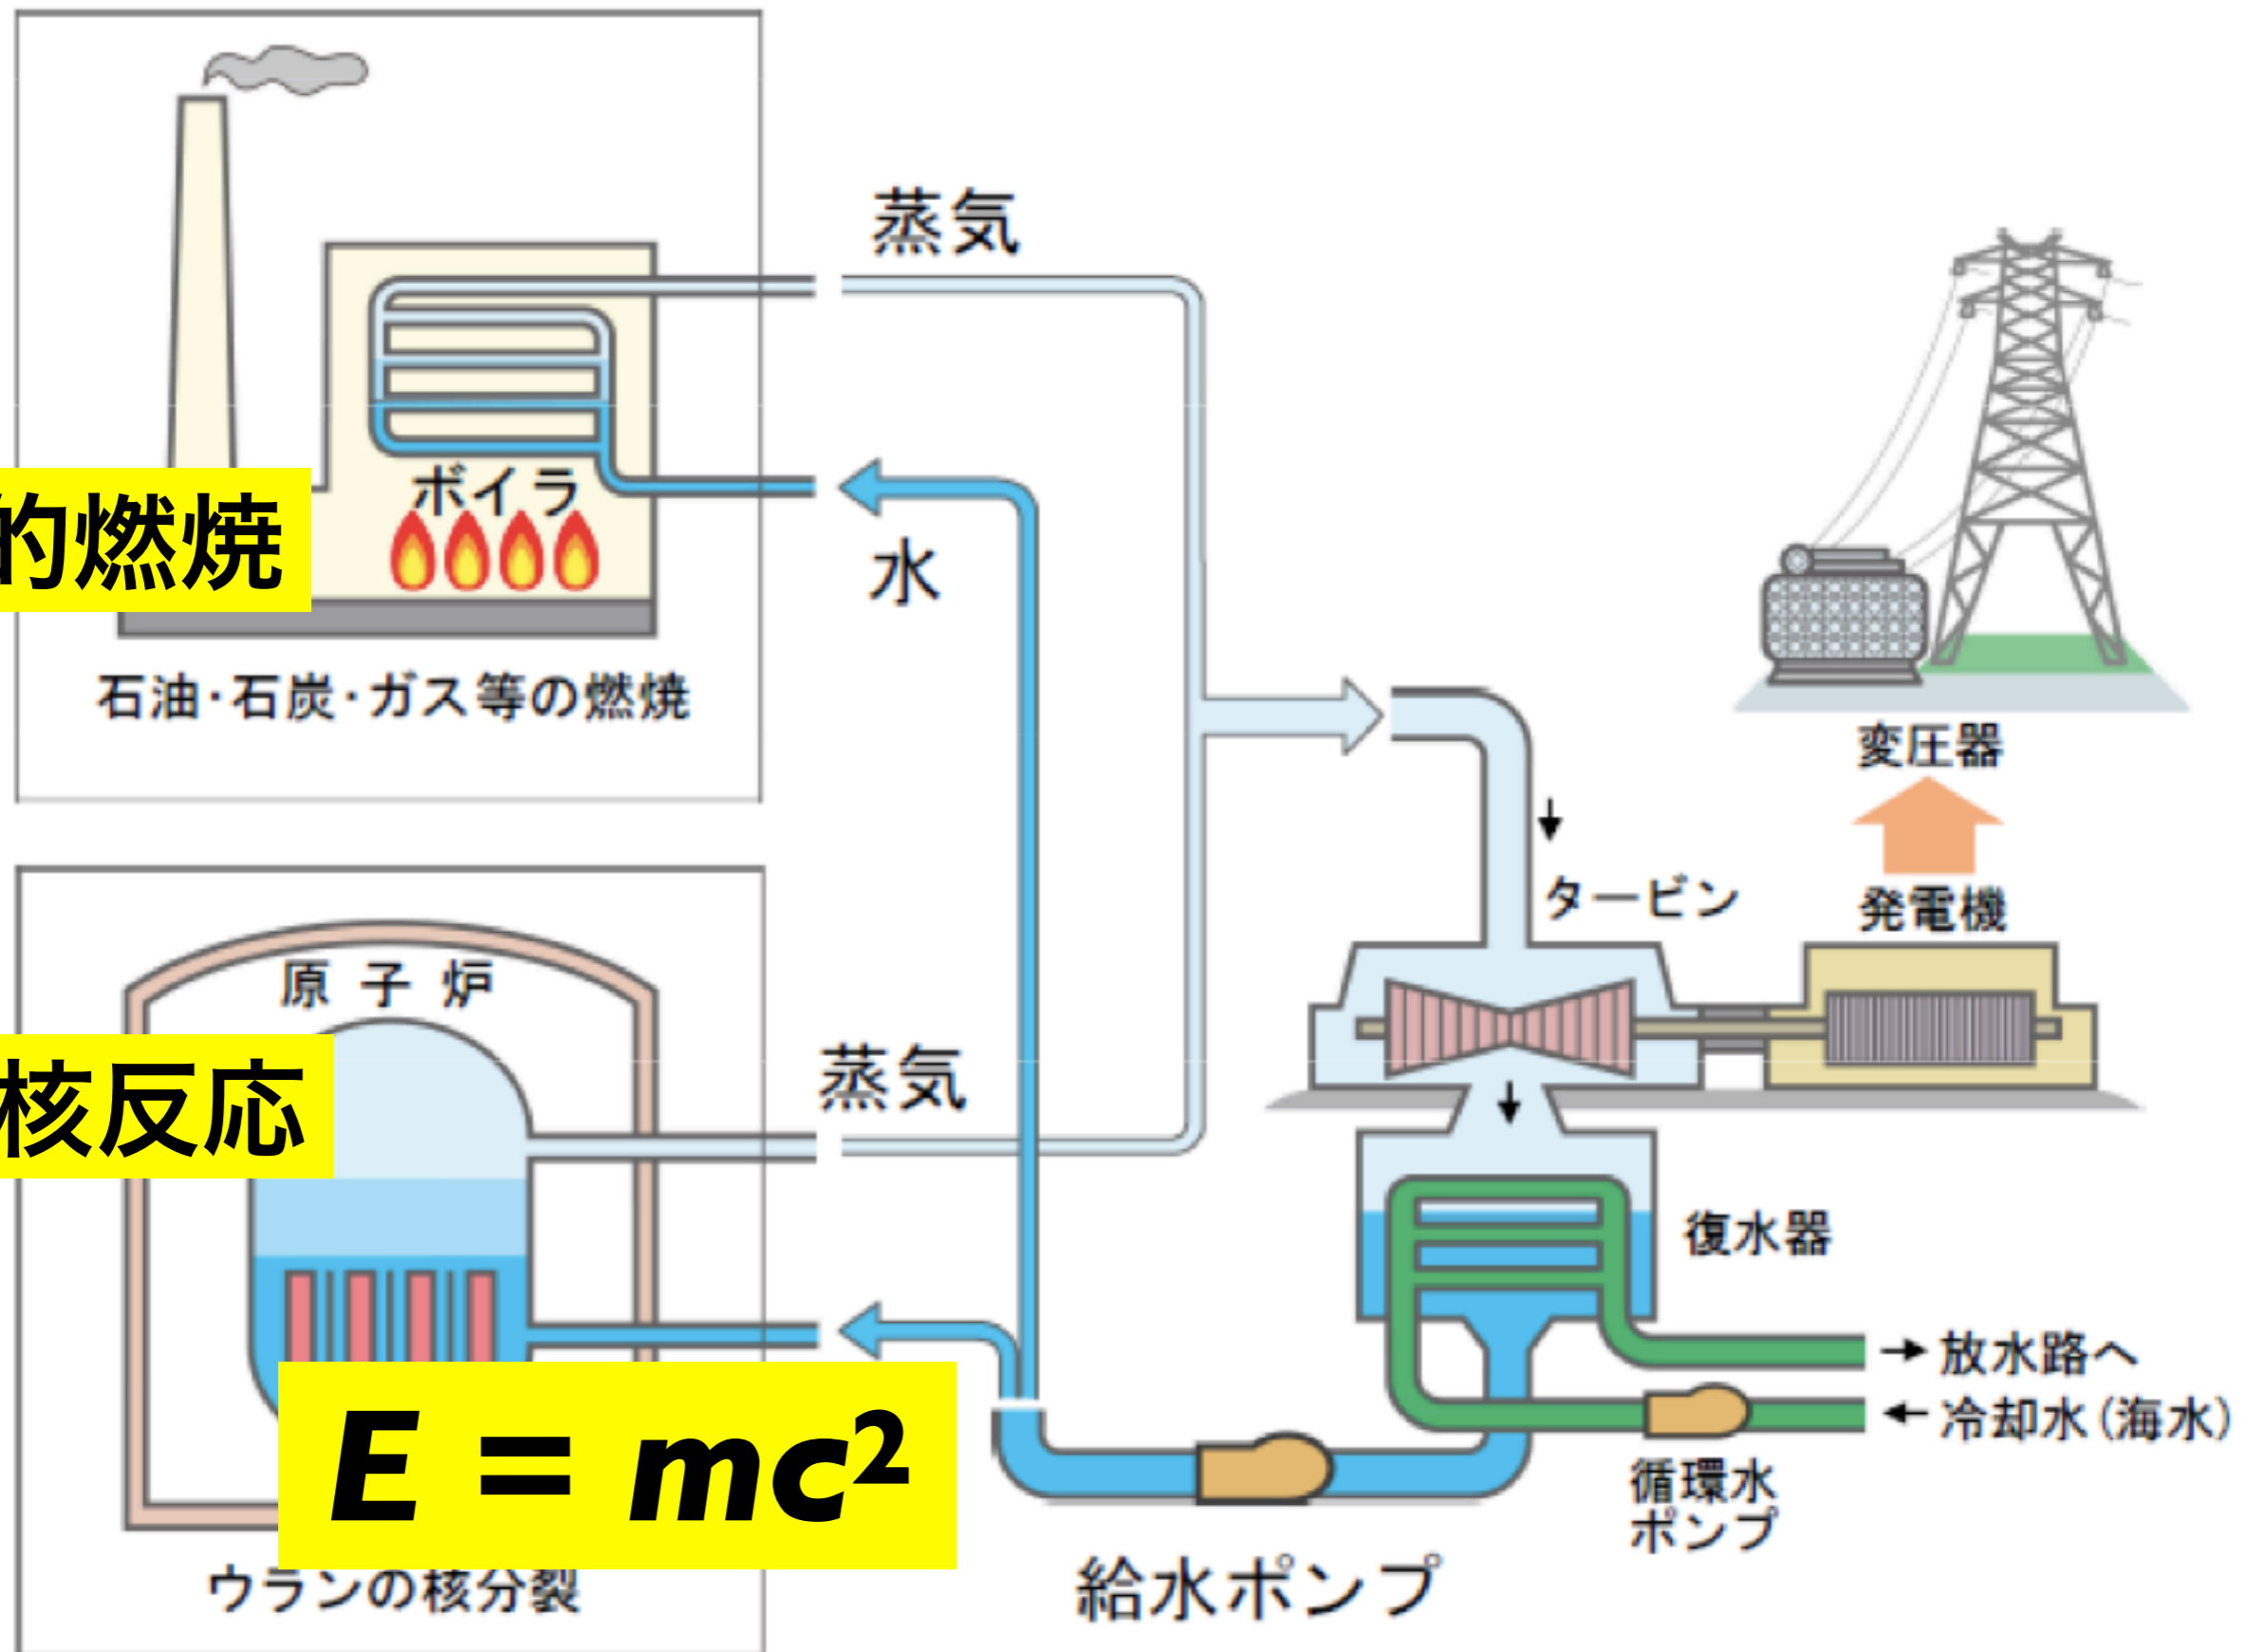 蒸気
ボイラ
的燃焼
水
石油・石炭・ガス等の燃焼
変圧器
タービン
発電機
原子炉
蒸気
核反応
復水器
放水路へ
冷却水(海水)
循環水
ポンプ
E = mc²
ウランの核分裂
給水ポンプ